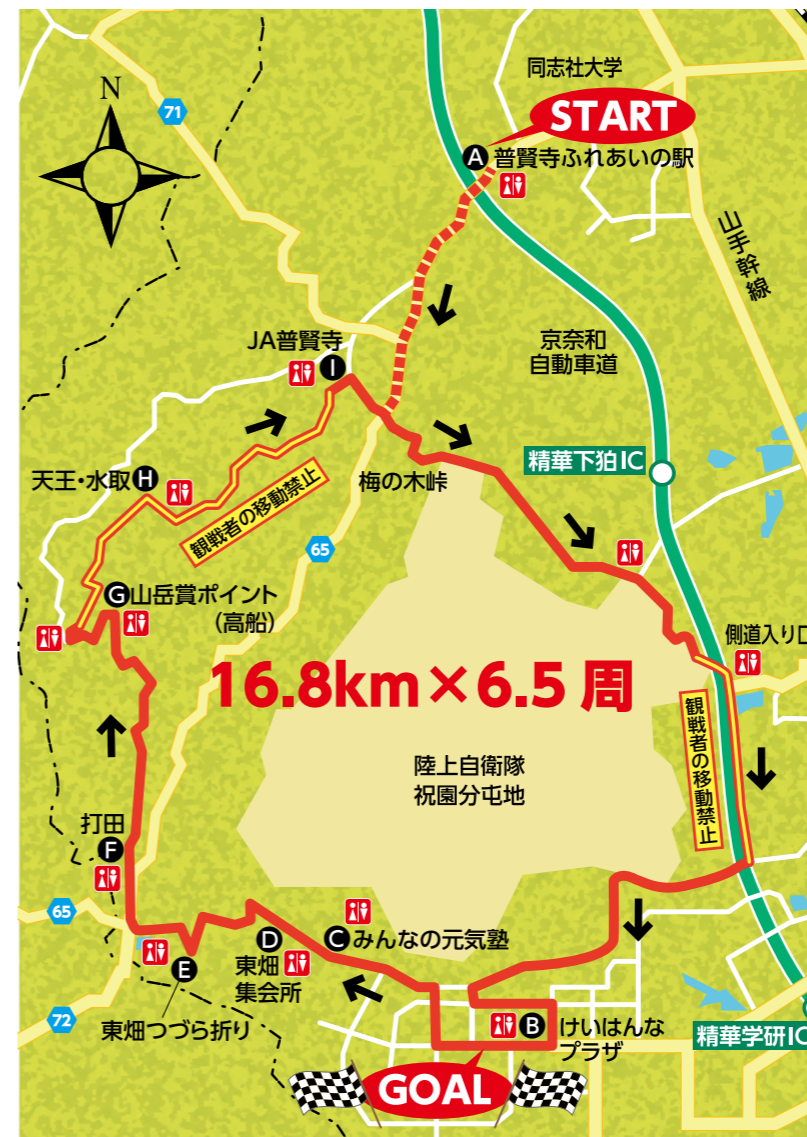 同志社大学
START
N
71
A 普賢寺ふれあいの駅
山手幹線
JA普賢寺
I
京奈和
自動車道
天王・水取 H
観戦者の移動禁止
梅の木峠
精華下狛IC
65
G 山岳賞ポイント
(高船)
側道入り口
16.8km×6.5 周
観戦者の移動禁止
陸上自衛隊
祝園分屯地
打田
F
65
C みんなの元気塾
D
東畑
集会所
E
東畑つづら折り
72
B けいはんな
プラザ
精華学研IC
GOAL